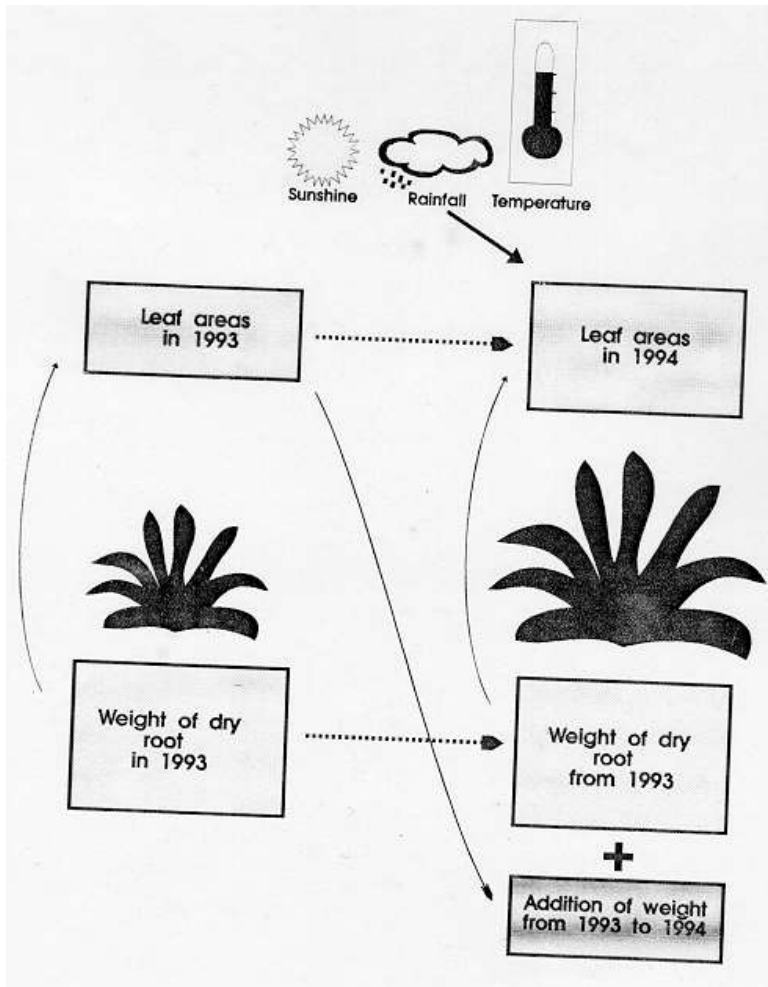 Sunshine
Rainfall
Temperature
Leaf areas
in 1993
Leaf areas
in 1994
Weight of dry
root
in 1993
Weight of dry
root
from 1993
Addition of weight
from 1993 to 1994